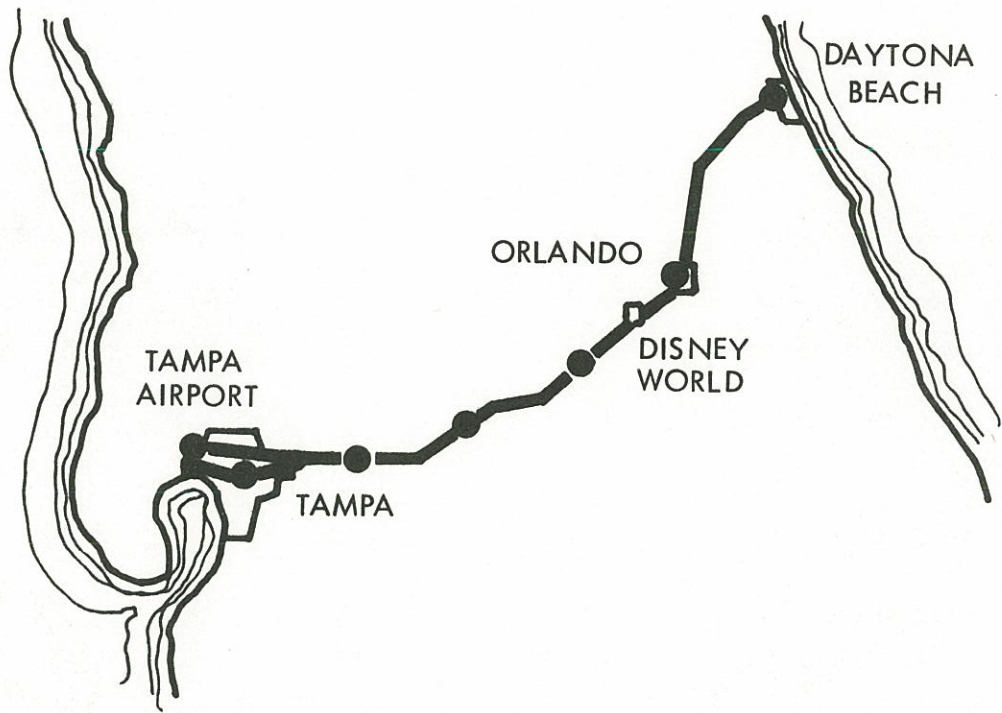 DAYTONA
BEACH
ORLANDO
DISNEY
WORLD
TAMPA
AIRPORT
TAMPA